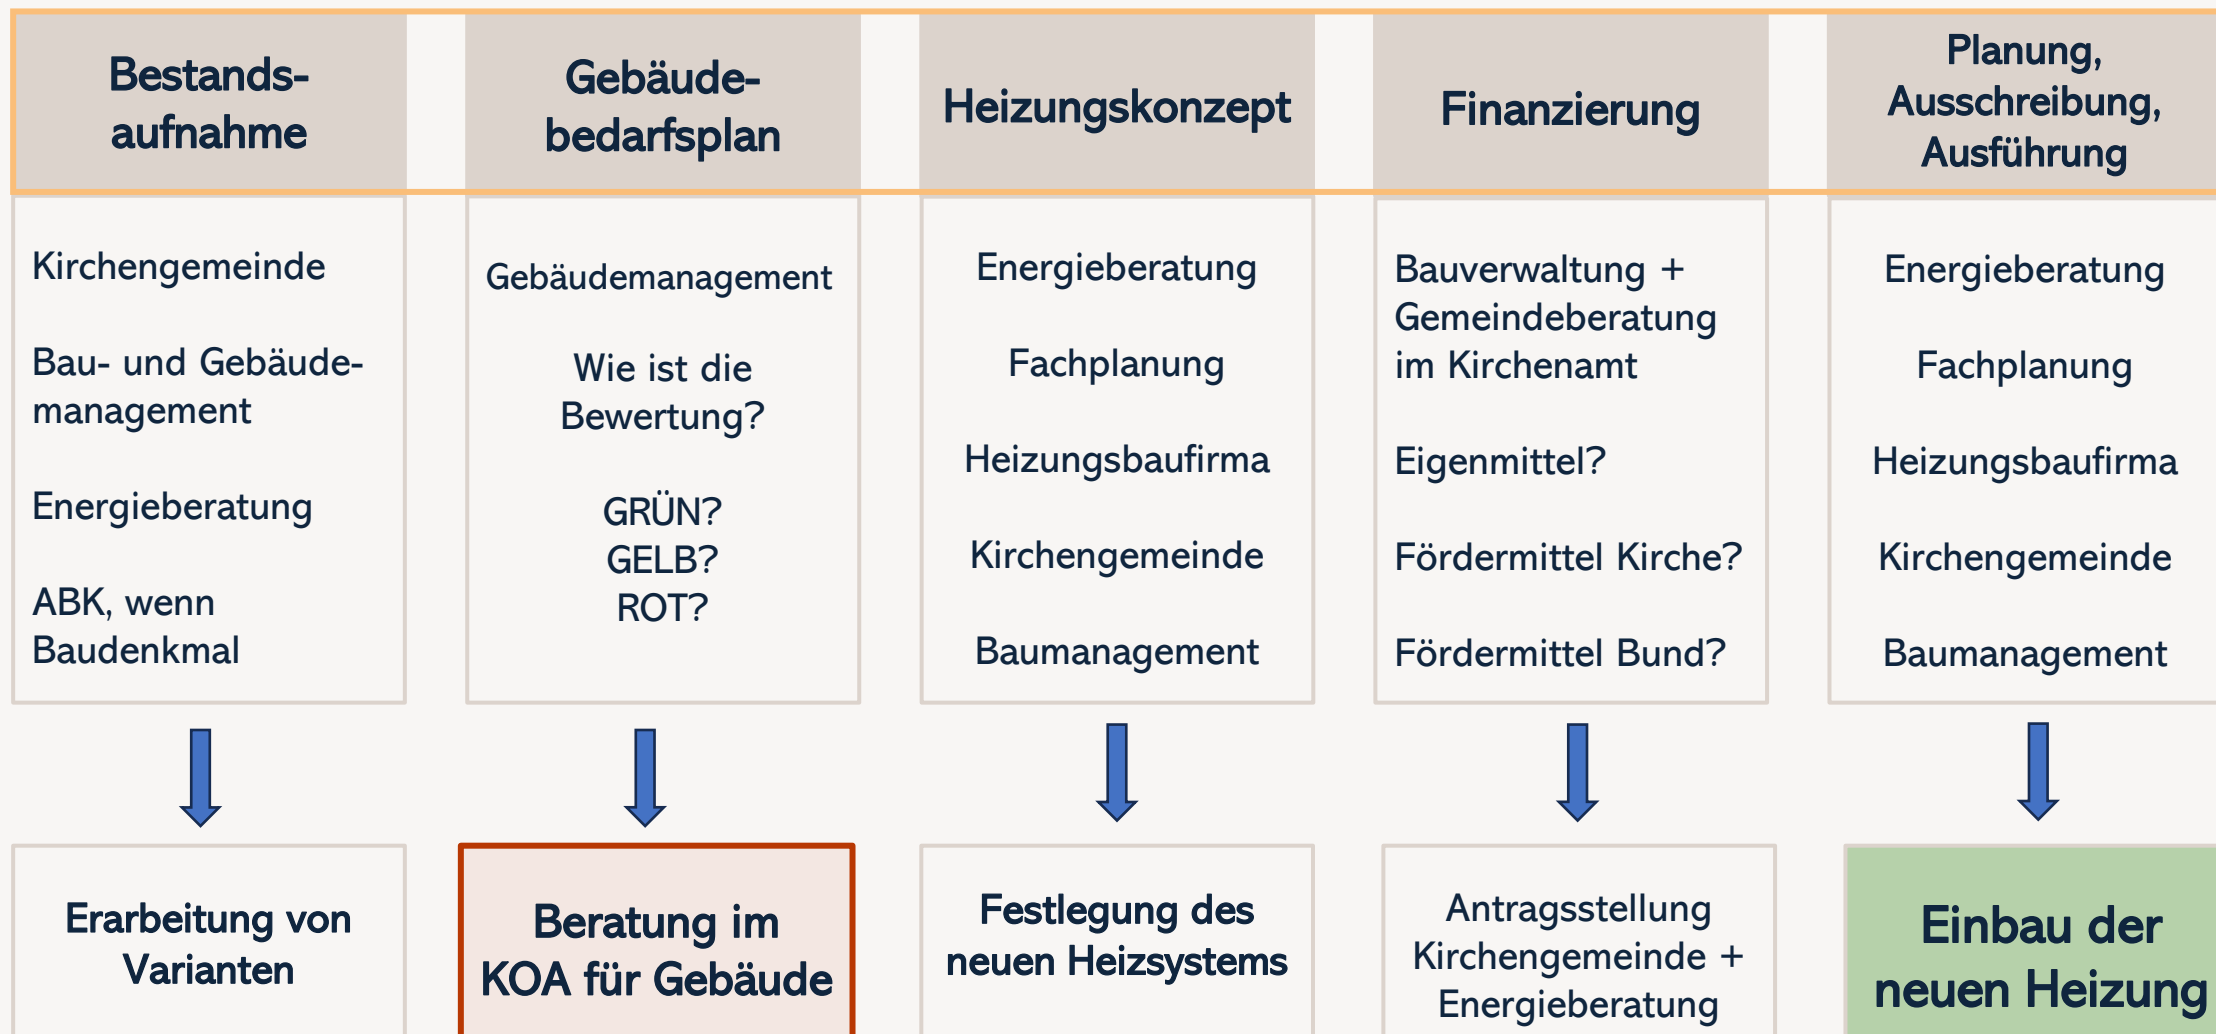 Bestands-
aufnahme
Gebäude-
bedarfsplan
Heizungskonzept
Finanzierung
Planung,
Ausschreibung,
Ausführung
Kirchengemeinde
Bau- und Gebäude-
management
Energieberatung
ABK, wenn
Baudenkmal
Gebäudemanagement
Wie ist die
Bewertung?
GRÜN?
GELB?
ROT?
Energieberatung
Fachplanung
Heizungsbaufirma
Kirchengemeinde
Baumanagement
Bauverwaltung +
Gemeindeberatung
im Kirchenamt
Eigenmittel?
Fördermittel Kirche?
Fördermittel Bund?
Energieberatung
Fachplanung
Heizungsbaufirma
Kirchengemeinde
Baumanagement
Erarbeitung von
Varianten
Beratung im
KOA für Gebäude
Festlegung des
neuen Heizsystems
Antragsstellung
Kirchengemeinde +
Energieberatung
Einbau der
neuen Heizung